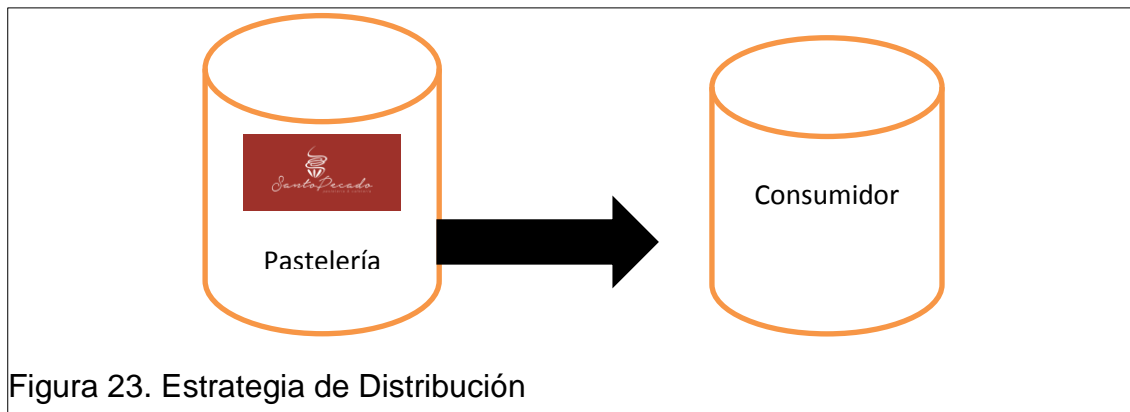 SantoPecado
Pastelería
Consumidor
Figura 23. Estrategia de Distribución